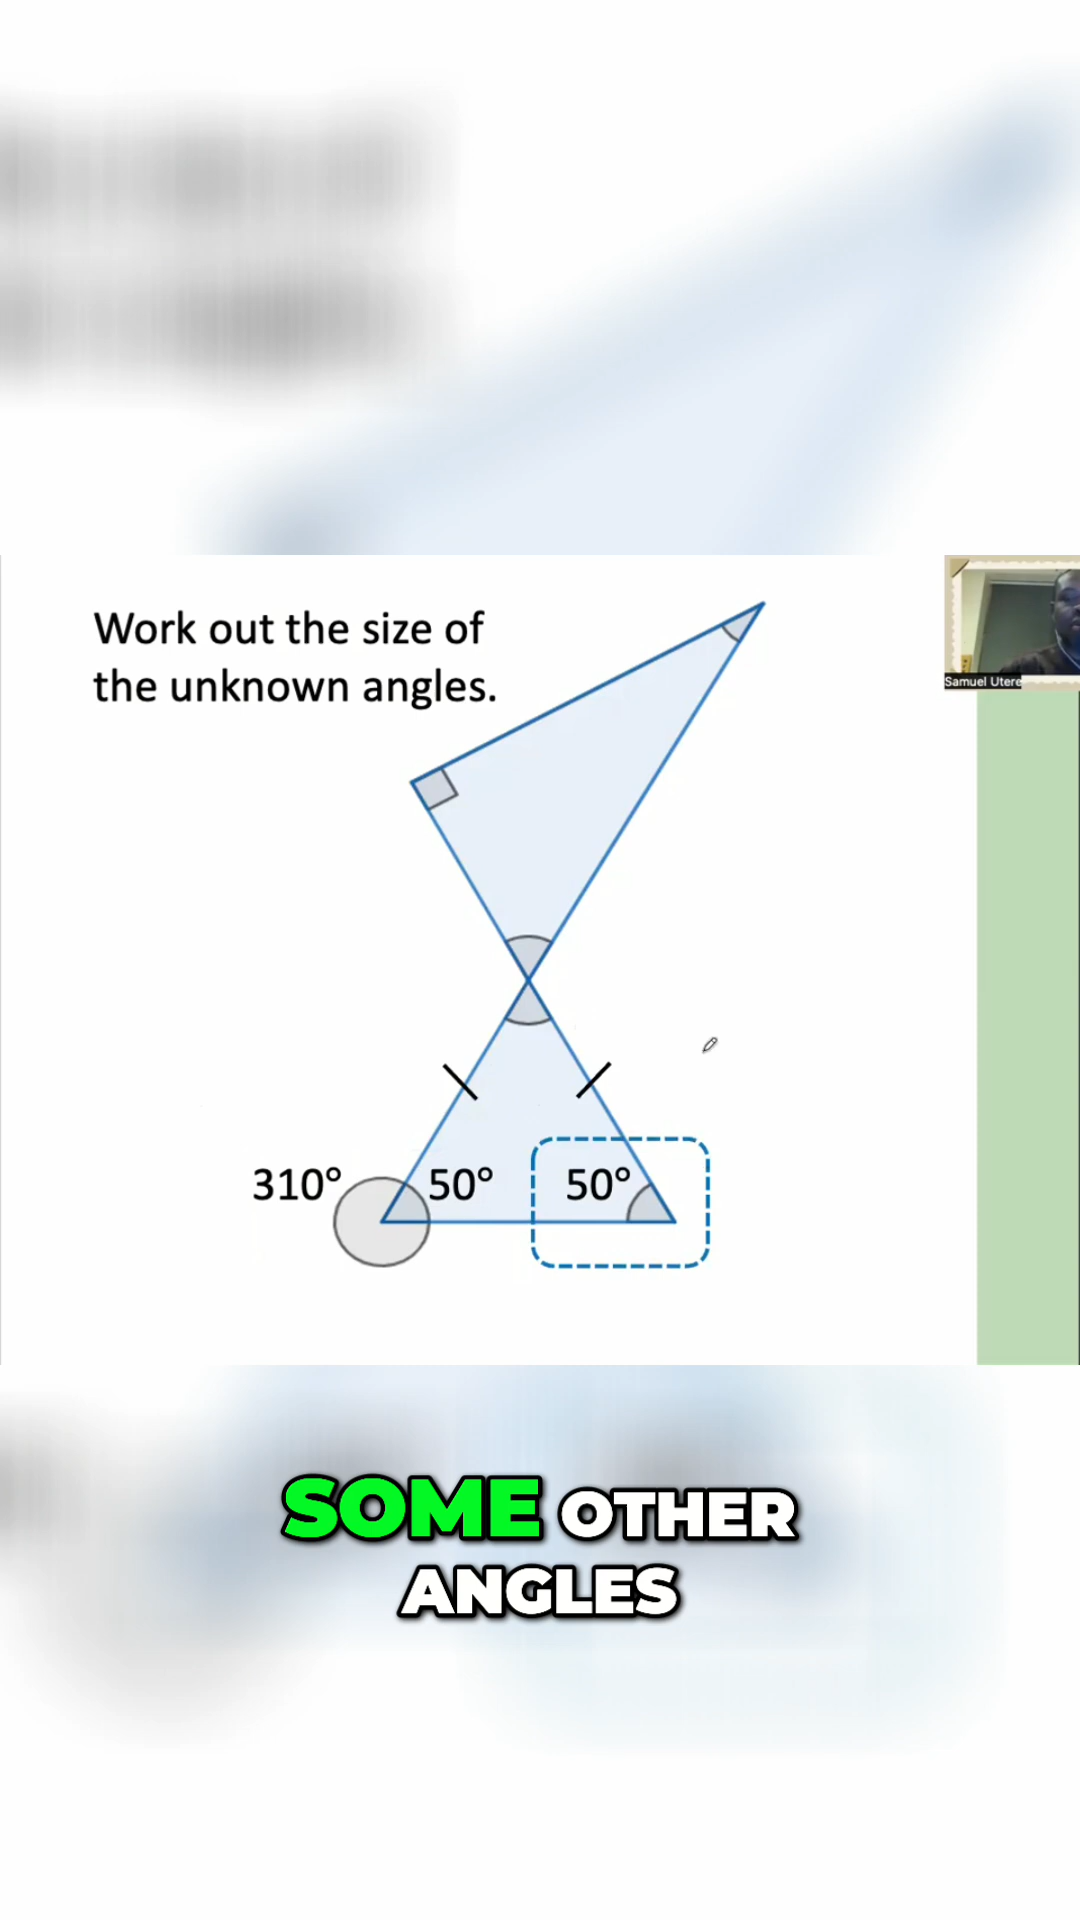 Work out the size of
the unknown angles.
Samuel Utere
310° 50° 50°
SOME OTHER
ANGLES